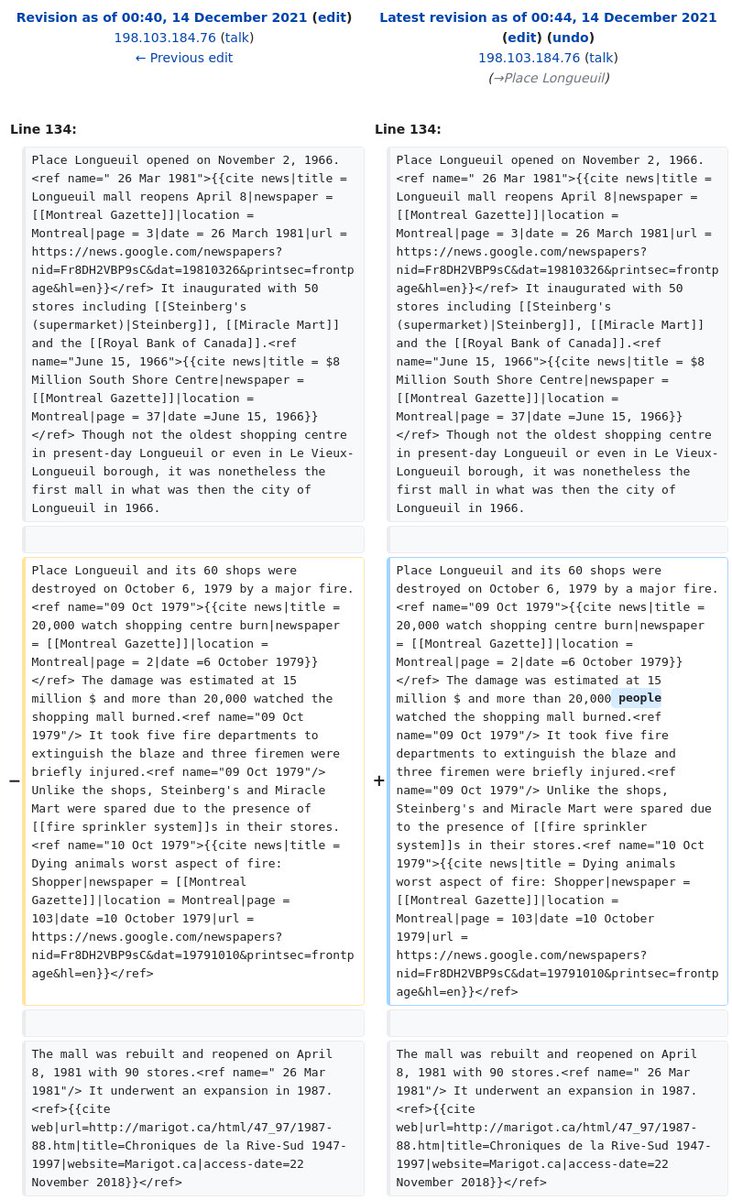 Revision as of 00:40, 14 December 2021 (edit)
198.103.184.76 (talk)
← Previous edit
Latest revision as of 00:44, 14 December 2021
(edit) (undo)
198.103.184.76 (talk)
(→Place Longueuil)
Line 134:
Place Longueuil opened on November 2, 1966.
<ref name=" 26 Mar 1981">{{cite news|title =
Longueuil mall reopens April 8|newspaper =
[[Montreal Gazette]]|location =
Montreal|page = 3|date = 26 March 1981|url =
https://news.google.com/newspapers?
nid=Fr8DH2VBP9sC&dat=19810326&printsec=frontp
age&hl=en}}</ref> It inaugurated with 50
stores including [[Steinberg's
(supermarket)|Steinberg]], [[Miracle Mart]]
and the [[Royal Bank of Canada]].<ref
name="June 15, 1966">{{cite news|title = $8
Million South Shore Centre|newspaper =
[[Montreal Gazette]]|location =
Montreal|page = 37|date =June 15, 1966}}
</ref> Though not the oldest shopping centre
in present-day Longueuil or even in Le Vieux-
Longueuil borough, it was nonetheless the
first mall in what was then the city of
Longueuil in 1966.
Line 134:
Place Longueuil opened on November 2, 1966.
<ref name=" 26 Mar 1981">{{cite news|title =
Longueuil mall reopens April 8|newspaper =
[[Montreal Gazette]]|location =
Montreal|page = 3|date = 26 March 1981|url =
https://news.google.com/newspapers?
nid=Fr8DH2VBP9sC&dat=19810326&printsec=frontp
age&hl=en}}</ref> It inaugurated with 50
stores including [[Steinberg's
(supermarket)|Steinberg]], [[Miracle Mart]]
and the [[Royal Bank of Canada]].<ref
name="June 15, 1966">{{cite news|title = $8
Million South Shore Centre|newspaper =
[[Montreal Gazette]]|location =
Montreal|page = 37|date =June 15, 1966}}
</ref> Though not the oldest shopping centre
in present-day Longueuil or even in Le Vieux-
Longueuil borough, it was nonetheless the
first mall in what was then the city of
Longueuil in 1966.
−
Place Longueuil and its 60 shops were
destroyed on October 6, 1979 by a major fire.
<ref name="09 Oct 1979">{{cite news|title =
20,000 watch shopping centre burn|newspaper
= [[Montreal Gazette]]|location =
Montreal|page = 2|date =6 October 1979}}
</ref> The damage was estimated at 15
million $ and more than 20,000 watched the
shopping mall burned.<ref name="09 Oct
1979"/> It took five fire departments to
extinguish the blaze and three firemen were
briefly injured.<ref name="09 Oct 1979"/>
Unlike the shops, Steinberg's and Miracle
Mart were spared due to the presence of
[[fire sprinkler system]]s in their stores.
<ref name="10 Oct 1979">{{cite news|title =
Dying animals worst aspect of fire:
Shopper|newspaper = [[Montreal
Gazette]]|location = Montreal|page =
103|date =10 October 1979|url =
https://news.google.com/newspapers?
nid=Fr8DH2VBP9sC&dat=19791010&printsec=frontp
age&hl=en}}</ref>
+
Place Longueuil and its 60 shops were
destroyed on October 6, 1979 by a major fire.
<ref name="09 Oct 1979">{{cite news|title =
20,000 watch shopping centre burn|newspaper
= [[Montreal Gazette]]|location =
Montreal|page = 2|date =6 October 1979}}
</ref> The damage was estimated at 15
million $ and more than 20,000 people
watched the shopping mall burned.<ref
name="09 Oct 1979"/> It took five fire
departments to extinguish the blaze and
three firemen were briefly injured.<ref
name="09 Oct 1979"/> Unlike the shops,
Steinberg's and Miracle Mart were spared due
to the presence of [[fire sprinkler
system]]s in their stores.<ref name="10 Oct
1979">{{cite news|title = Dying animals
worst aspect of fire: Shopper|newspaper =
[[Montreal Gazette]]|location =
Montreal|page = 103|date =10 October
1979|url =
https://news.google.com/newspapers?
nid=Fr8DH2VBP9sC&dat=19791010&printsec=frontp
age&hl=en}}</ref>
The mall was rebuilt and reopened on April
8, 1981 with 90 stores.<ref name=" 26 Mar
1981"/> It underwent an expansion in 1987.
<ref>{{cite
web|url=http://marigot.ca/html/47_97/1987-
88.htm|title=Chroniques de la Rive-Sud 1947-
1997|website=Marigot.ca|access-date=22
November 2018}}</ref>
The mall was rebuilt and reopened on April
8, 1981 with 90 stores.<ref name=" 26 Mar
1981"/> It underwent an expansion in 1987.
<ref>{{cite
web|url=http://marigot.ca/html/47_97/1987-
88.htm|title=Chroniques de la Rive-Sud 1947-
1997|website=Marigot.ca|access-date=22
November 2018}}</ref>